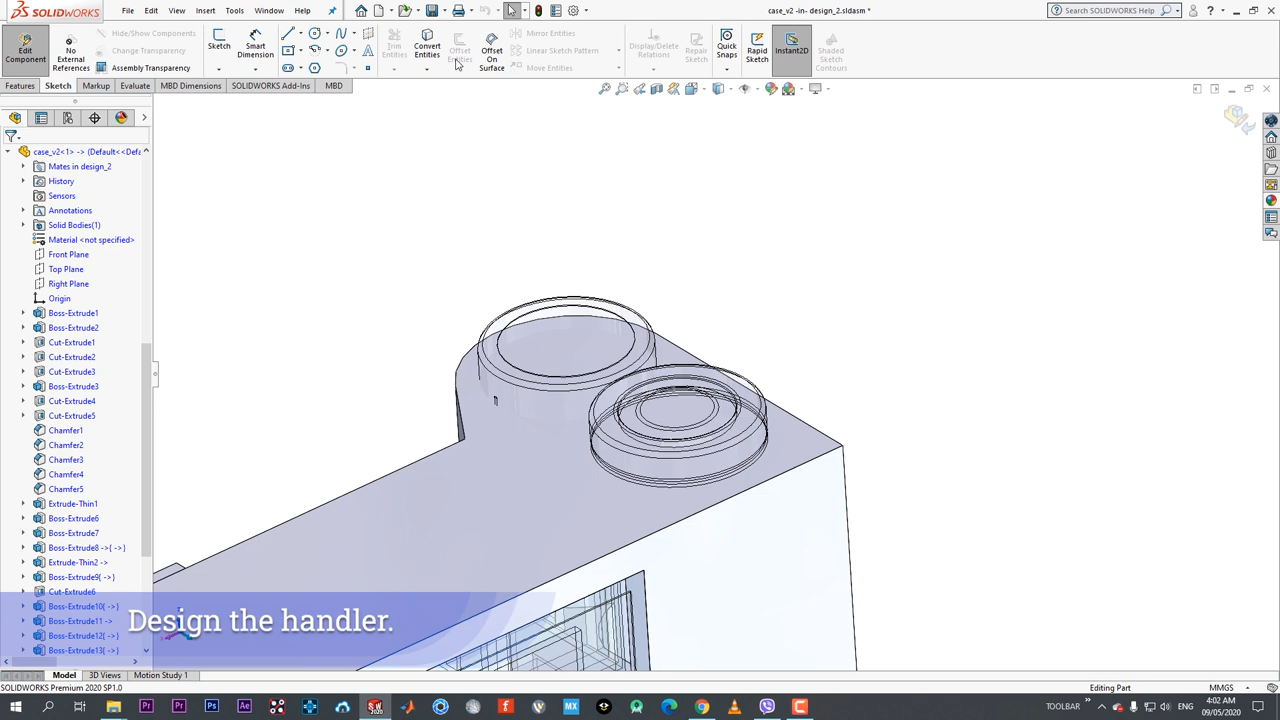 SOLIDWORKS
File Edit View Insert Tools Window Help
case_v2 -in- design_2.sldasm *
Search SOLIDWORKS Help
Edit Component
No External References
Hide/Show Components
Change Transparency
Assembly Transparency
Sketch
Smart Dimension
Trim Entities
Convert Entities
Offset Entities
Offset On Surface
Mirror Entities
Linear Sketch Pattern
Move Entities
Display/Delete Relations
Repair Sketch
Quick Snaps
Rapid Sketch
Instant2D
Shaded Sketch Contours
Features Sketch Markup Evaluate MBD Dimensions SOLIDWORKS Add-Ins MBD
case_v2<1> -> (Default<<Defa
Mates in design_2
History
Sensors
Annotations
Solid Bodies(1)
Material <not specified>
Front Plane
Top Plane
Right Plane
Origin
Boss-Extrude1
Boss-Extrude2
Cut-Extrude1
Cut-Extrude2
Cut-Extrude3
Boss-Extrude3
Cut-Extrude4
Cut-Extrude5
Chamfer1
Chamfer2
Chamfer3
Chamfer4
Chamfer5
Extrude-Thin1
Boss-Extrude6
Boss-Extrude7
Boss-Extrude8 ->{ -> }
Extrude-Thin2 ->
Boss-Extrude9{ -> }
Cut-Extrude6
Boss-Extrude10{ -> }
Boss-Extrude11 ->
Boss-Extrude12{ -> }
Boss-Extrude13{ -> }
Design the handler.
Model 3D Views Motion Study 1
SOLIDWORKS Premium 2020 SP1.0
Editing Part
MMGS
TOOLBAR
ENG
4:02 AM
09/05/2020